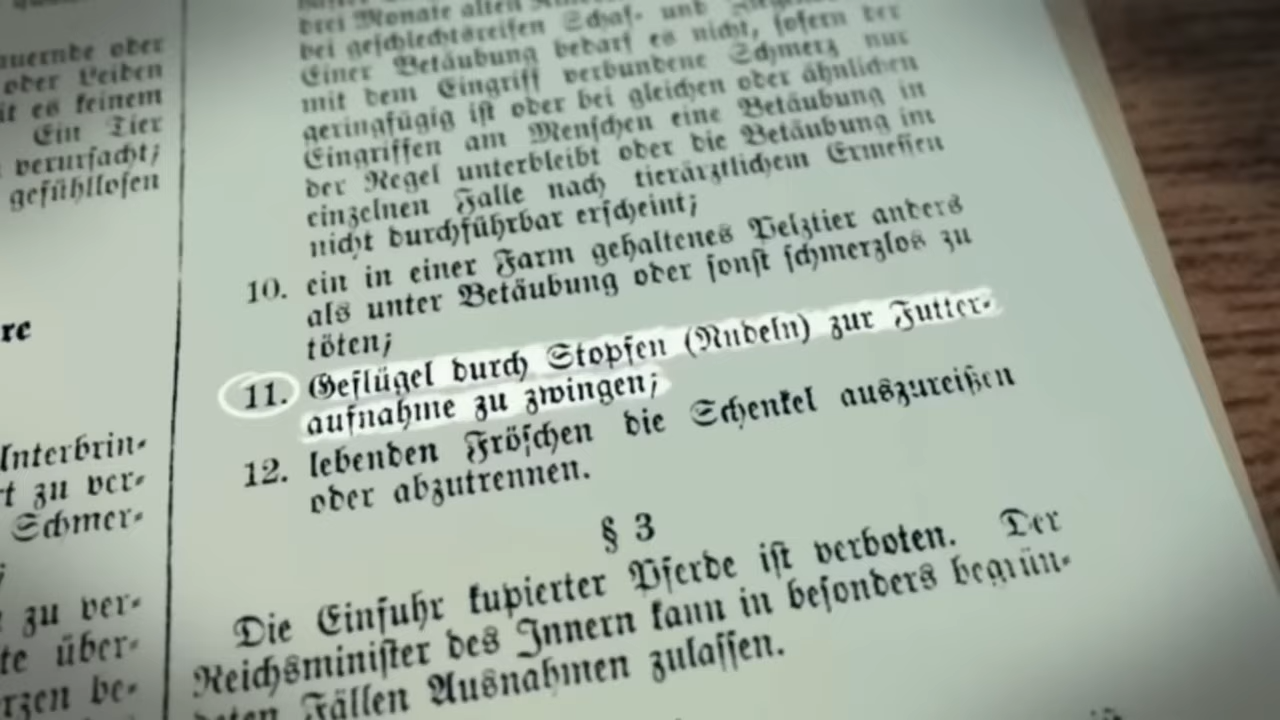 auernde oder
oder Leiden
it es keinem
Ein Tier
verursacht;
gefühllosen
re
Interbrin-
t zu ver-
Schmer-
zu ver-
te über-
rzen be-
drei Monate alten
bei geschlechtsreifen Schaf- und sofern der
Einer Betäubung bedarf es nicht, Schmerz nur
mit dem Eingriff verbundene
geringfügig ist oder bei gleichen oder ähnlichen
Eingriffen am Menschen eine Betäubung in
der Regel unterbleibt oder die Betäubung im
einzelnen Falle nach tierärztlichem Ermessen
nicht durchführbar erscheint;
10. ein in einer Farm gehaltenes Pelztier anders
als unter Betäubung oder sonst schmerzlos zu
töten;
11. Geflügel durch Stopfen (Nudeln) zur Futter-
aufnahme zu zwingen;
12. lebenden Fröschen die Schenkel auszureißen
oder abzutrennen.
§ 3
Die Einfuhr kupierter Pferde ist verboten. Der
Reichsminister des Innern kann in besonders begrün-
deten Fällen Ausnahmen zulassen.